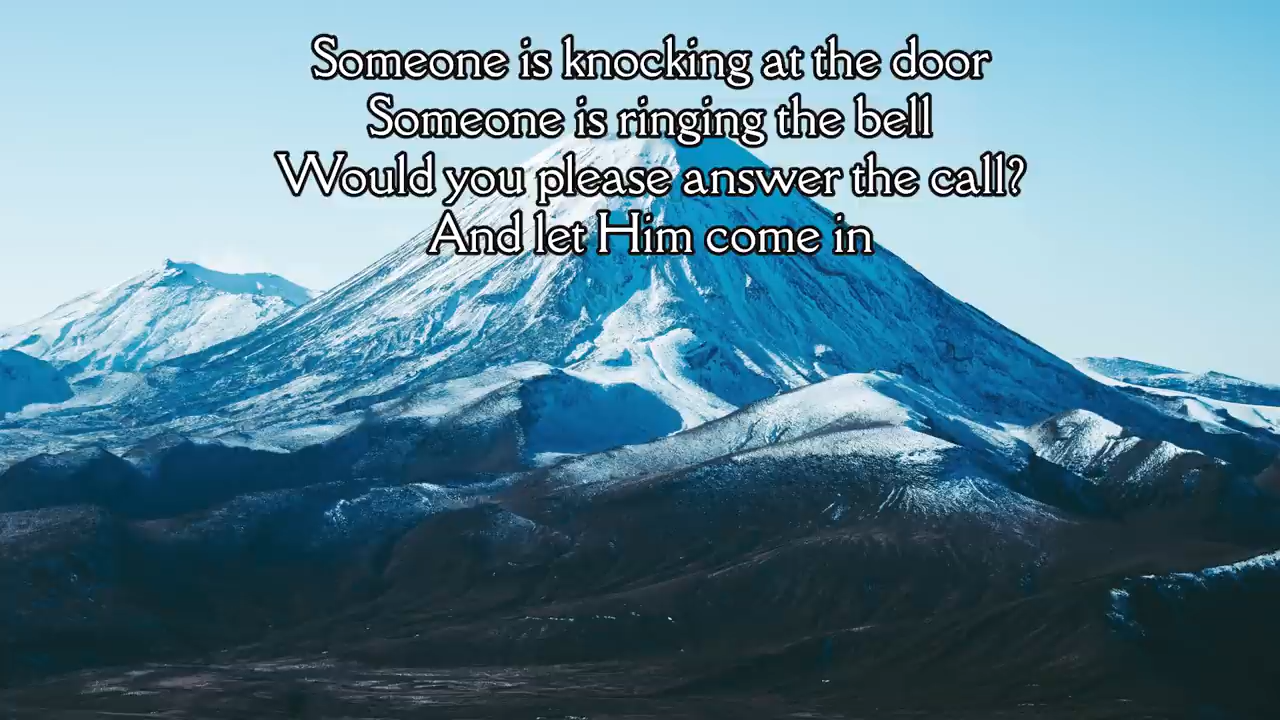 Someone is knocking at the door
Someone is ringing the bell
Would you please answer the call?
And let Him come in